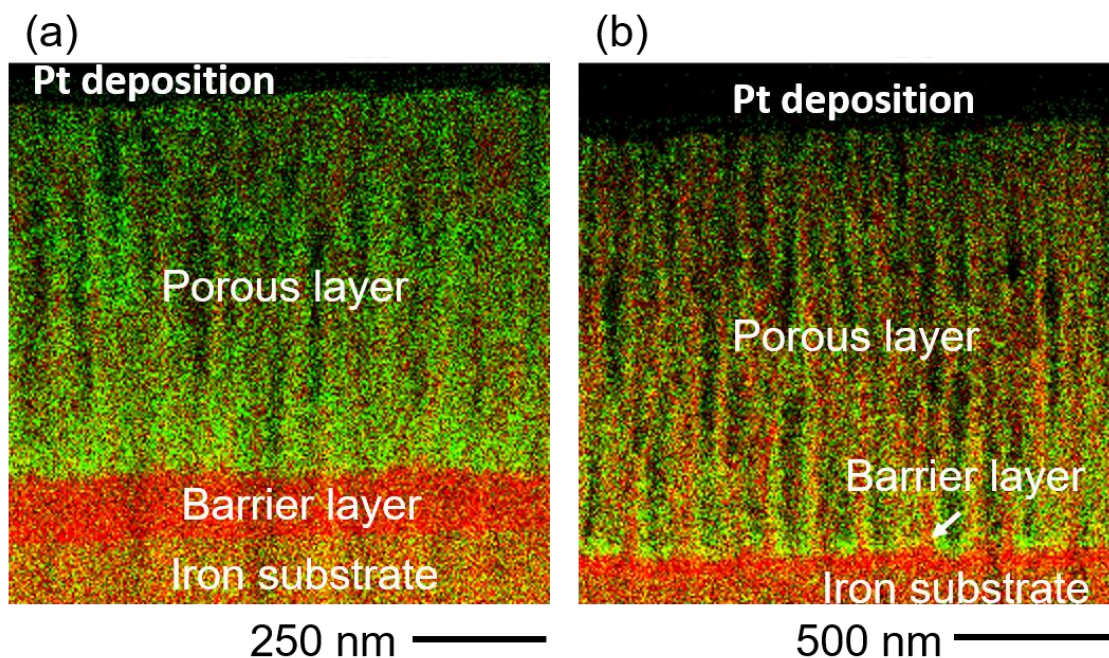 (a)
Pt deposition
Porous layer
Barrier layer
Iron substrate
250 nm
(b)
Pt deposition
Porous layer
Barrier layer
Iron substrate
500 nm